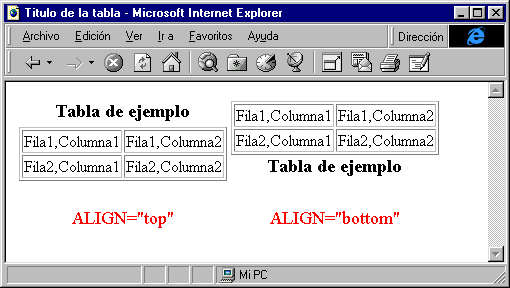 Título de la tabla - Microsoft Internet Explorer
Archivo Edición Ver Ir a Favoritos Ayuda Dirección
Tabla de ejemplo
Fila1,Columna1 Fila1,Columna2
Fila2,Columna1 Fila2,Columna2
ALIGN="top"
Fila1,Columna1 Fila1,Columna2
Fila2,Columna1 Fila2,Columna2
Tabla de ejemplo
ALIGN="bottom"
Mi PC